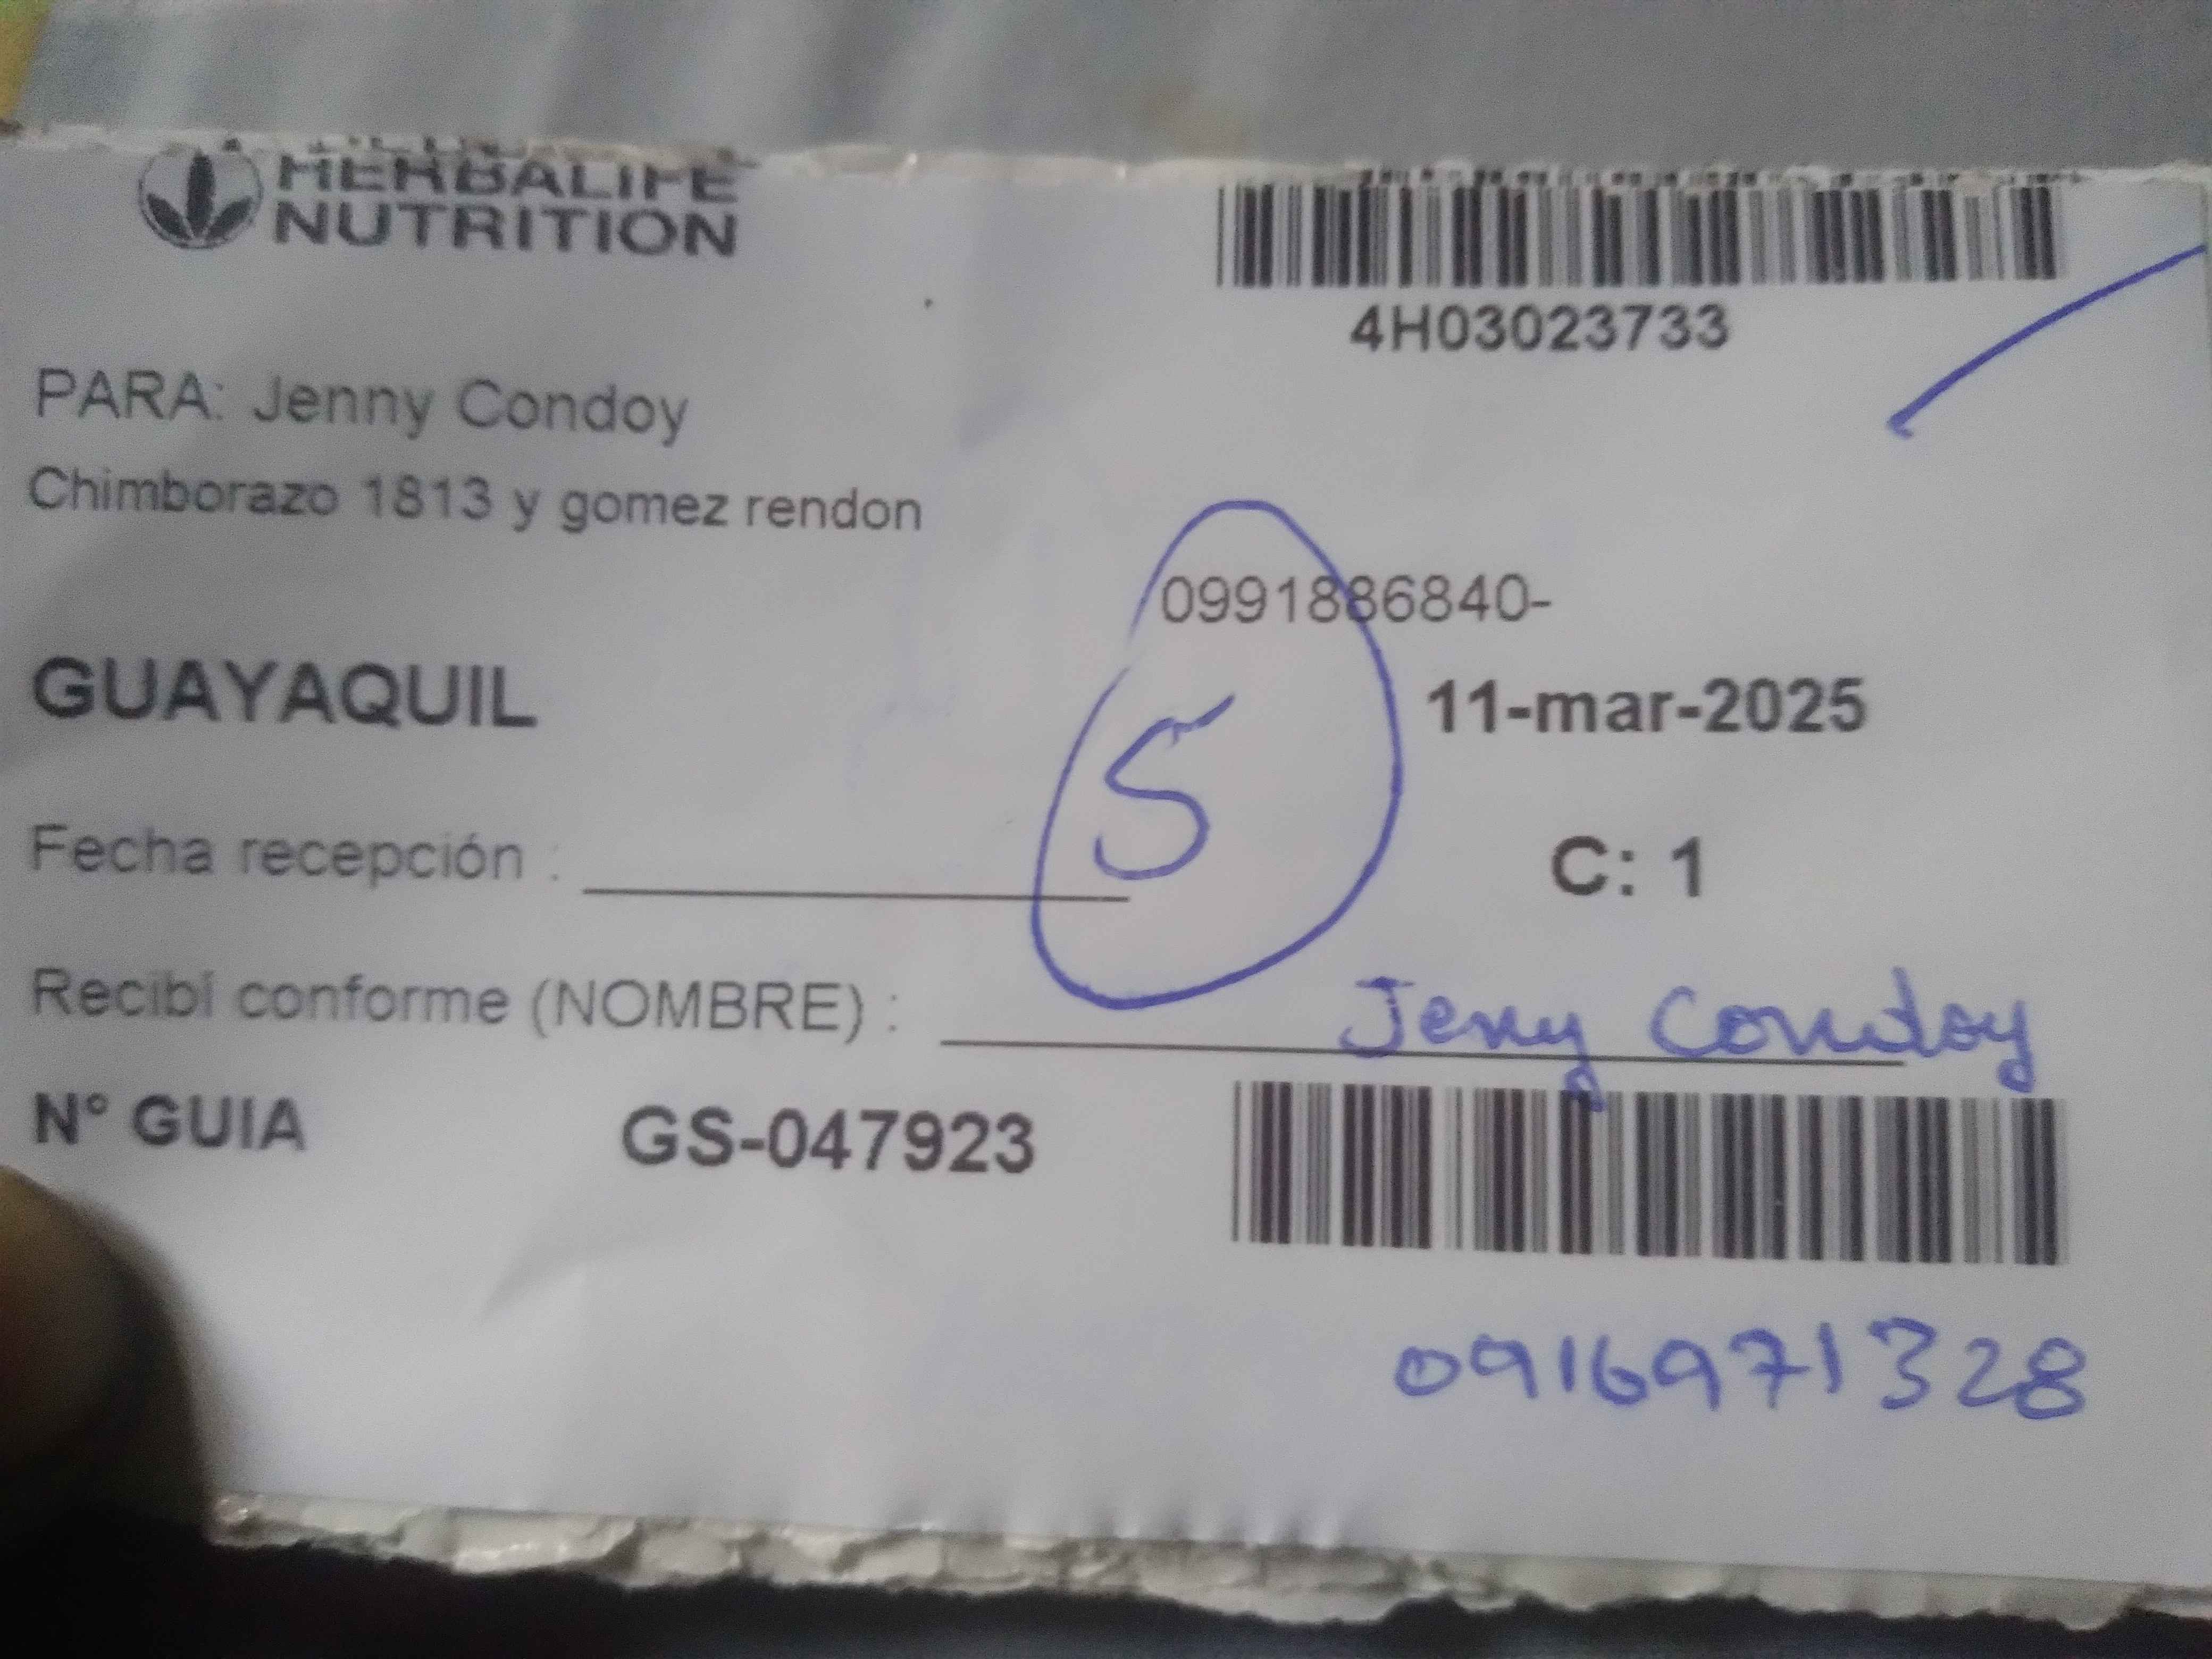 HERBALIFE
NUTRITION
4H03023733
PARA: Jenny Condoy
Chimborazo 1813 y gomez rendon
0991886840-
GUAYAQUIL
11-mar-2025
5
Fecha recepción :
C: 1
Recibí conforme (NOMBRE) :
Jenny Condoy
N° GUIA
GS-047923
0916971328